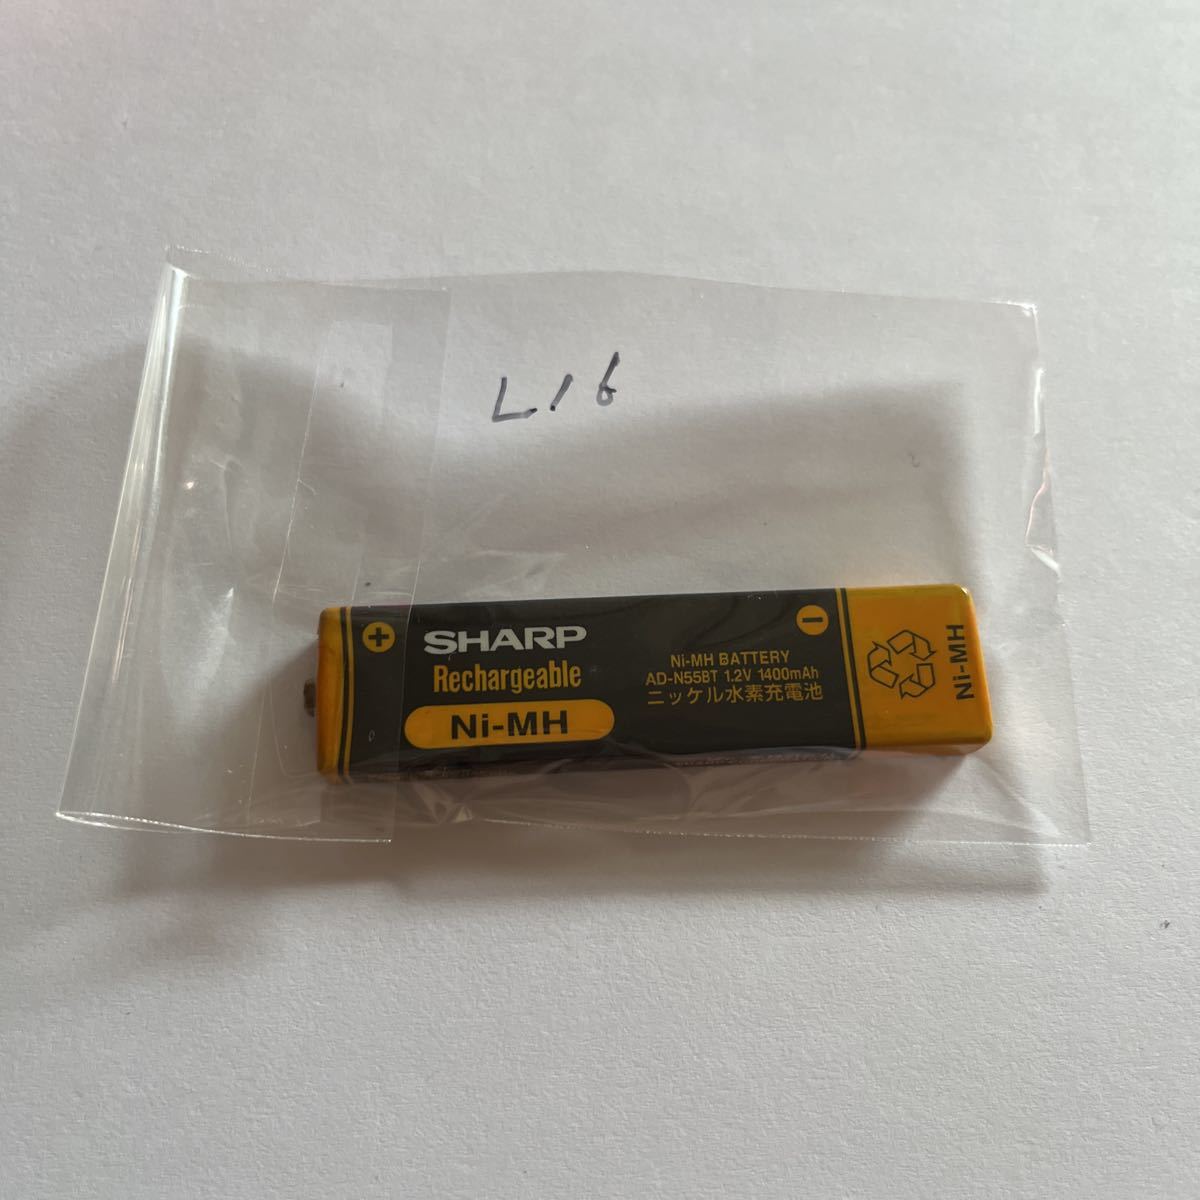 L16
+
SHARP
Rechargeable
Ni-MH
−
Ni-MH BATTERY
AD-N55BT 1.2V 1400mAh
ニッケル水素充電池
Ni-MH